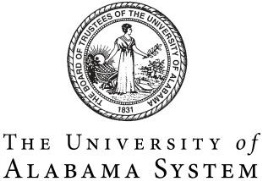 THE BOARD OF TRUSTEES OF THE UNIVERSITY OF ALABAMA
1831
THE UNIVERSITY of
ALABAMA SYSTEM